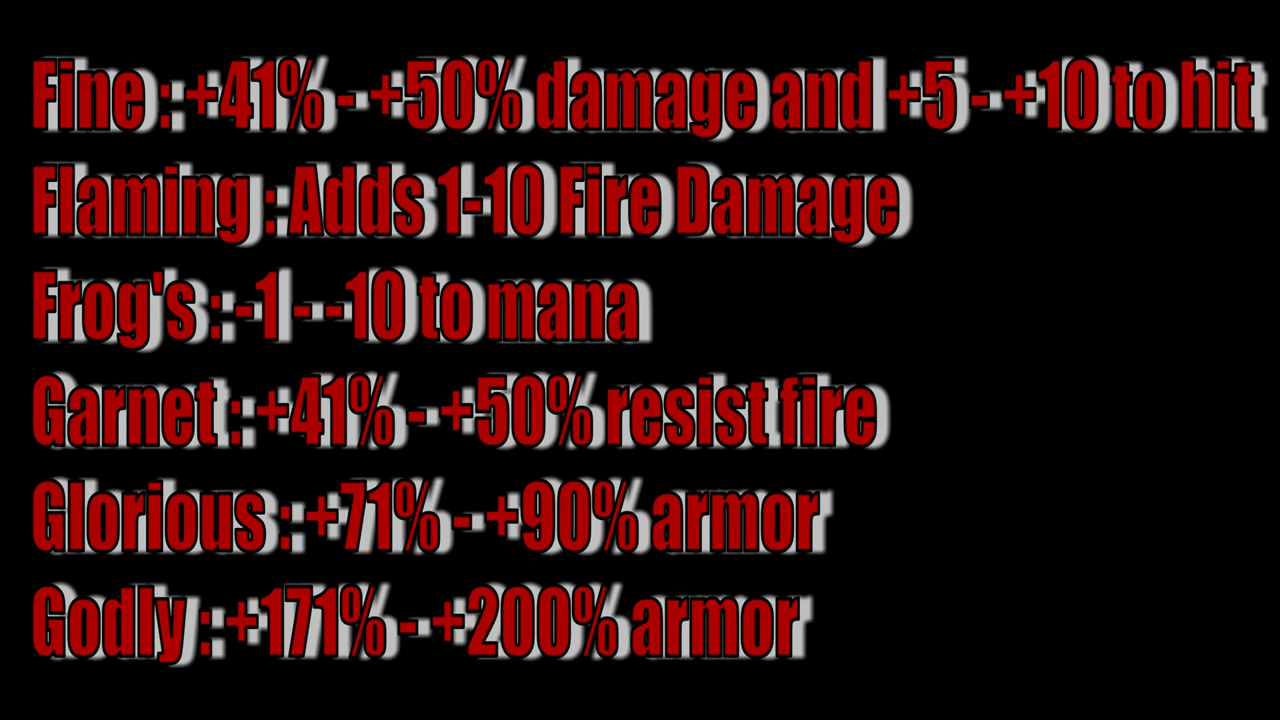 Fine : +41% - +50% damage and +5 - +10 to hit
Flaming : Adds 1-10 Fire Damage
Frog's : -1 - -10 to mana
Garnet : +41% - +50% resist fire
Glorious : +71% - +90% armor
Godly : +171% - +200% armor